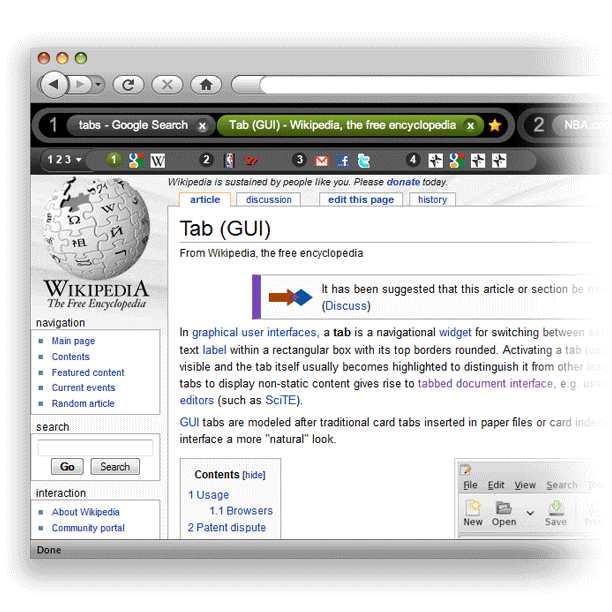 1 tabs - Google Search x Tab (GUI) - Wikipedia, the free encyclopedia x 2 NBA.co
1 2 3 1 W 2 3 f t 4
Wikipedia is sustained by people like you. Please donate today.
article discussion edit this page history
Tab (GUI)
From Wikipedia, the free encyclopedia
It has been suggested that this article or section be
(Discuss)
In graphical user interfaces, a tab is a navigational widget for switching between
text label within a rectangular box with its top borders rounded. Activating a tab
visible and the tab itself usually becomes highlighted to distinguish it from other
tabs to display non-static content gives rise to tabbed document interface, e.g.
editors (such as SciTE).
GUI tabs are modeled after traditional card tabs inserted in paper files or card
interface a more "natural" look.
Contents [hide]
1 Usage
1.1 Browsers
2 Patent dispute
File Edit View Search
New Open Save
WIKIPEDIA
The Free Encyclopedia
navigation
Main page
Contents
Featured content
Current events
Random article
search
Go Search
interaction
About Wikipedia
Community portal
Done